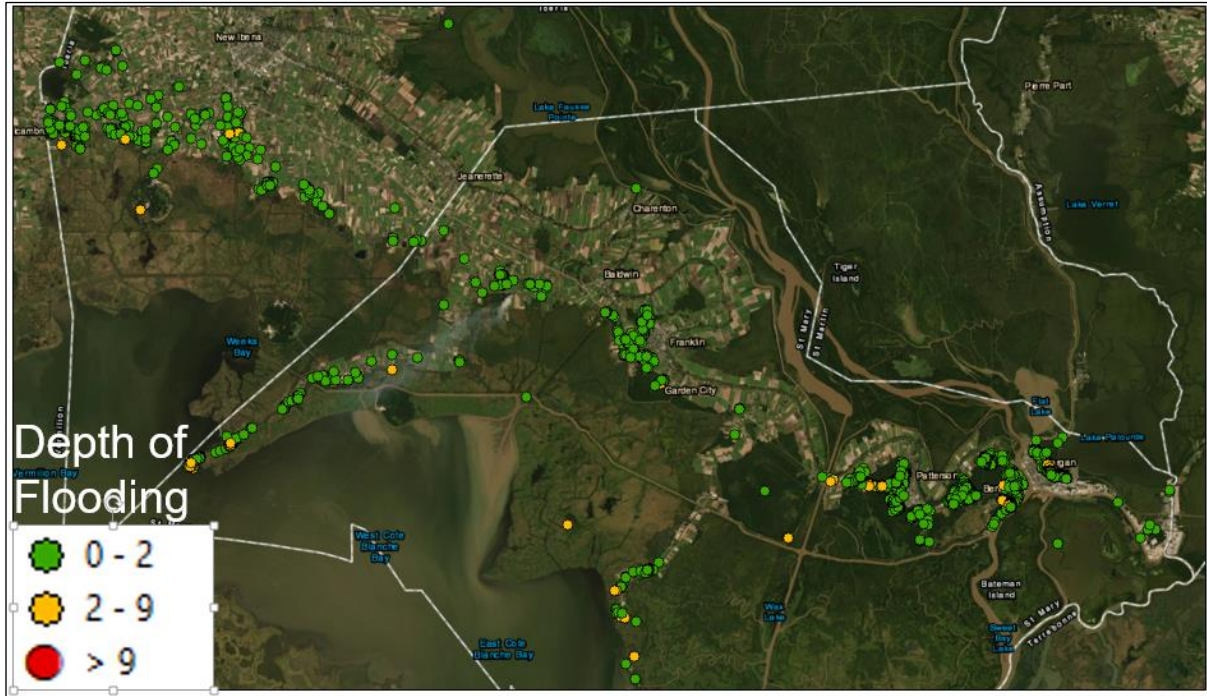 Iberia
New Iberia
Iberia
Pierre Part
Lake Fausse
Pointe
Jeanerette
Charenton
Assumption
Lake Verret
Baldwin
Tiger
Island
St Mary
St Martin
Weeks
Bay
Franklin
Garden City
Flat
Lake
Lake Palourde
Depth of
Flooding
Vermilion Bay
Patterson
West Cote
Blanche
Bay
0 - 2
2 - 9
> 9
Bateman
Island
Wax
Lake
St Mary
Terrebonne
Sweet
Bay
Lake
East Cote
Blanche Bay